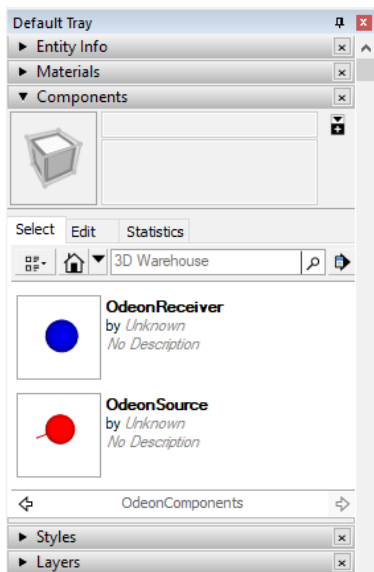 Default Tray
Entity Info
Materials
Components
Select Edit Statistics
3D Warehouse
OdeonReceiver
by Unknown
No Description
OdeonSource
by Unknown
No Description
OdeonComponents
Styles
Layers